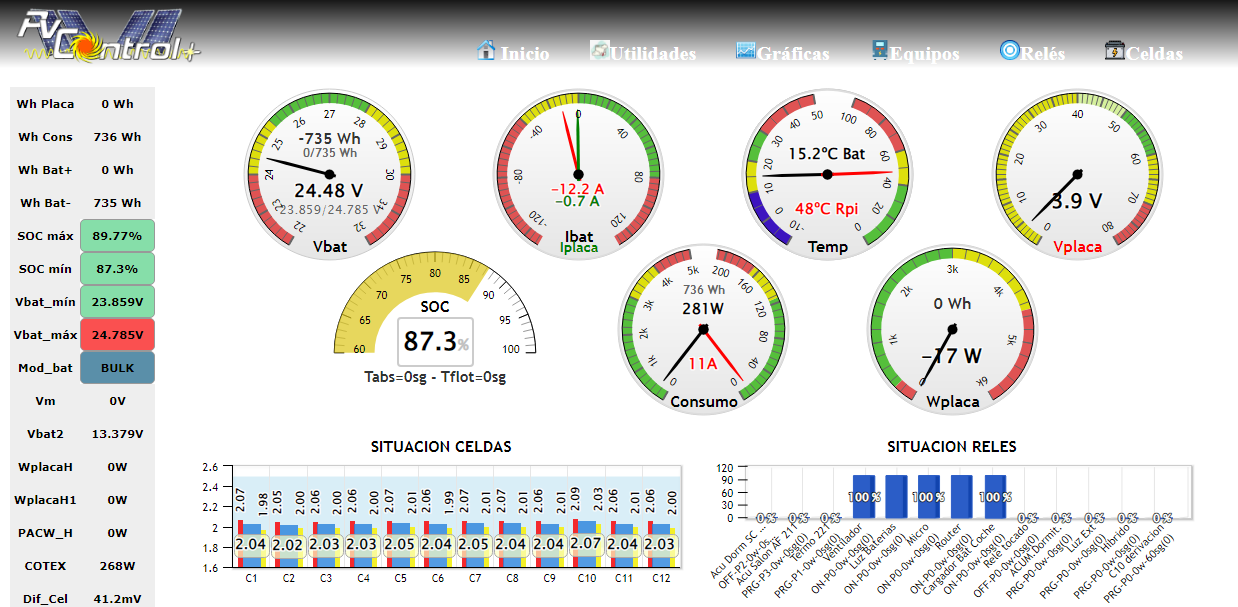 PVControl+
Inicio
Utilidades
Gráficas
Equipos
Relés
Celdas
Wh Placa 0 Wh
Wh Cons 736 Wh
Wh Bat+ 0 Wh
Wh Bat- 735 Wh
SOC máx 89.77%
SOC mín 87.3%
Vbat_mín 23.859V
Vbat_máx 24.785V
Mod_bat BULK
Vm 0V
Vbat2 13.379V
WplacaH 0W
WplacaH1 0W
PACW_H 0W
COTEX 268W
Dif_Cel 41.2mV
22 23 24 25 26 27 28 29 30 31 32
-735 Wh
0/735 Wh
24.48 V
23.859/24.785 V
Vbat
-120 -80 -40 0 40 80 120
-12.2 A
-0.7 A
Ibat
Iplaca
-10 0 10 20 30 40 50
100 80 60 40 20 0
15.2ºC Bat
48ºC Rpi
Temp
0 10 20 30 40 50 60 70 80
3.9 V
Vplaca
60 65 70 75 80 85 90 95 100
SOC
87.3%
Tabs=0sg - Tflot=0sg
0 1k 2k 3k 4k 5k
200 160 120 80 40 0
736 Wh
281W
11A
Consumo
0 1k 2k 3k 4k 5k 6k
0 Wh
-17 W
Wplaca
SITUACION CELDAS
2.6
2.4
2.2
2
1.8
1.6
2.07 1.98 2.05 2.00 2.06 2.00 2.06 2.00 2.07 2.01 2.06 1.99 2.07 2.01 2.07 2.01 2.06 2.01 2.09 2.03 2.06 2.01 2.06 2.00
2.04 2.02 2.03 2.03 2.05 2.04 2.05 2.04 2.04 2.07 2.04 2.03
C1 C2 C3 C4 C5 C6 C7 C8 C9 C10 C11 C12
SITUACION RELES
120
90
60
30
0
0% 0% 0% 100% 100% 100% 0% 0% 0% 0% 0%
Acu Dorm SC ...
OFF-P2-0w-0s...
Acu Salon AF 211
PRG-P3-0w-0sg(0)
Termo 221
PRG-P1-0w-0sg(0)
Ventilador
ON-P0-0w-0sg(0)
Luz Baterias
ON-P0-0w-0sg(0)
Micro
ON-P0-0w-0sg(0)
Router
ON-P0-0w-0sg(0)
Cargador Bat Coche
ON-P0-0w-0sg(0)
Rele Tocado
OFF-P0-0w-0sg(0)
ACUM-Dormit.
PRG-P0-0w-0sg(0)
Luz Ext
PRG-P0-0w-0sg(0)
Hibrido
PRG-P0-0w-0sg(0)
C10 derivacion
PRG-P0-0w-60sg(0)